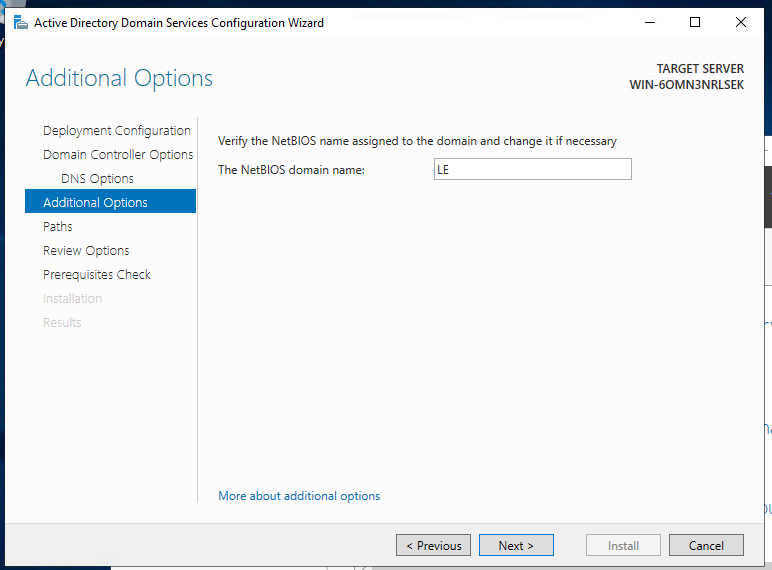 Active Directory Domain Services Configuration Wizard
Additional Options
TARGET SERVER
WIN-6OMN3NRLSEK
Deployment Configuration
Domain Controller Options
DNS Options
Additional Options
Paths
Review Options
Prerequisites Check
Installation
Results
Verify the NetBIOS name assigned to the domain and change it if necessary
The NetBIOS domain name: LE
More about additional options
< Previous Next > Install Cancel